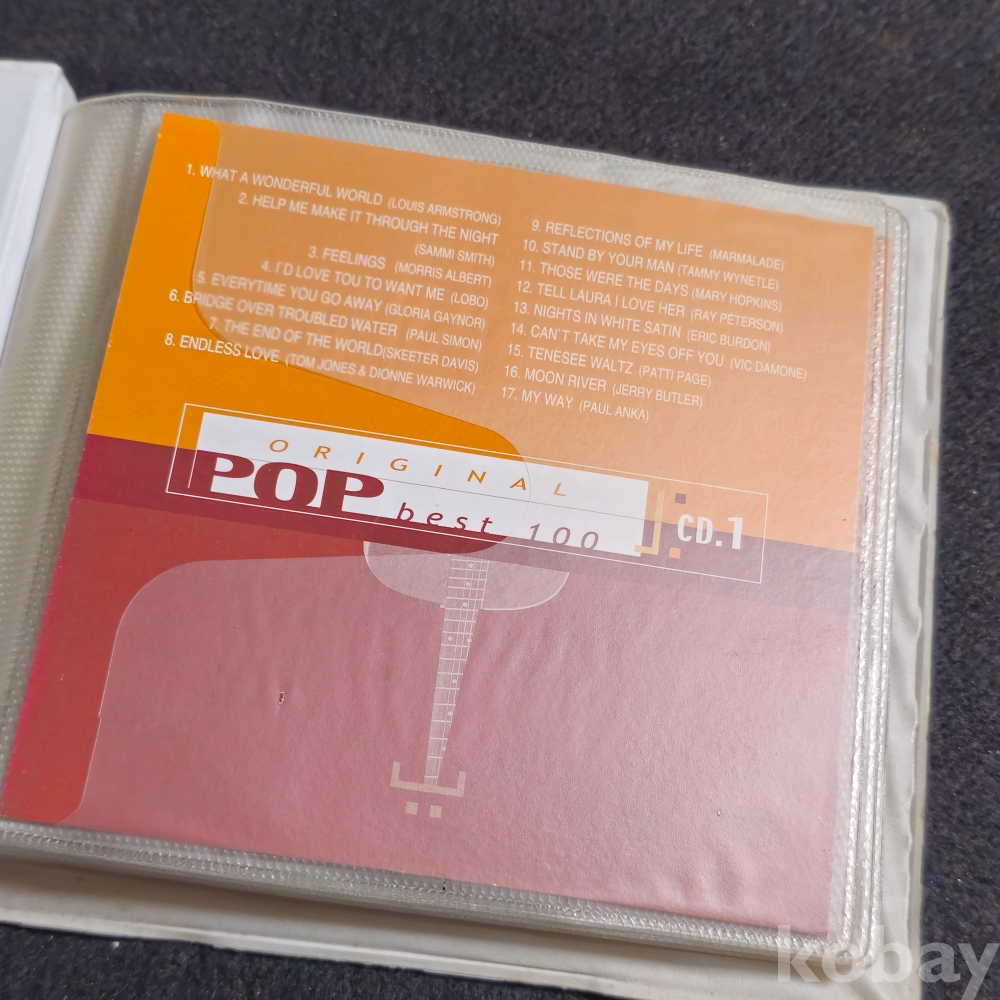 1. WHAT A WONDERFUL WORLD (LOUIS ARMSTRONG)
2. HELP ME MAKE IT THROUGH THE NIGHT
(SAMMI SMITH)
3. FEELINGS (MORRIS ALBERT)
4. I'D LOVE TOU TO WANT ME (LOBO)
5. EVERYTIME YOU GO AWAY (GLORIA GAYNOR)
6. BRIDGE OVER TROUBLED WATER (PAUL SIMON)
7. THE END OF THE WORLD(SKEETER DAVIS)
8. ENDLESS LOVE (TOM JONES & DIONNE WARWICK)
9. REFLECTIONS OF MY LIFE (MARMALADE)
10. STAND BY YOUR MAN (TAMMY WYNETLE)
11. THOSE WERE THE DAYS (MARY HOPKINS)
12. TELL LAURA I LOVE HER (RAY PETERSON)
13. NIGHTS IN WHITE SATIN (ERIC BURDON)
14. CAN'T TAKE MY EYES OFF YOU (VIC DAMONE)
15. TENESEE WALTZ (PATTI PAGE)
16. MOON RIVER (JERRY BUTLER)
17. MY WAY (PAUL ANKA)
ORIGINAL
POP best 100
CD.1
kobay